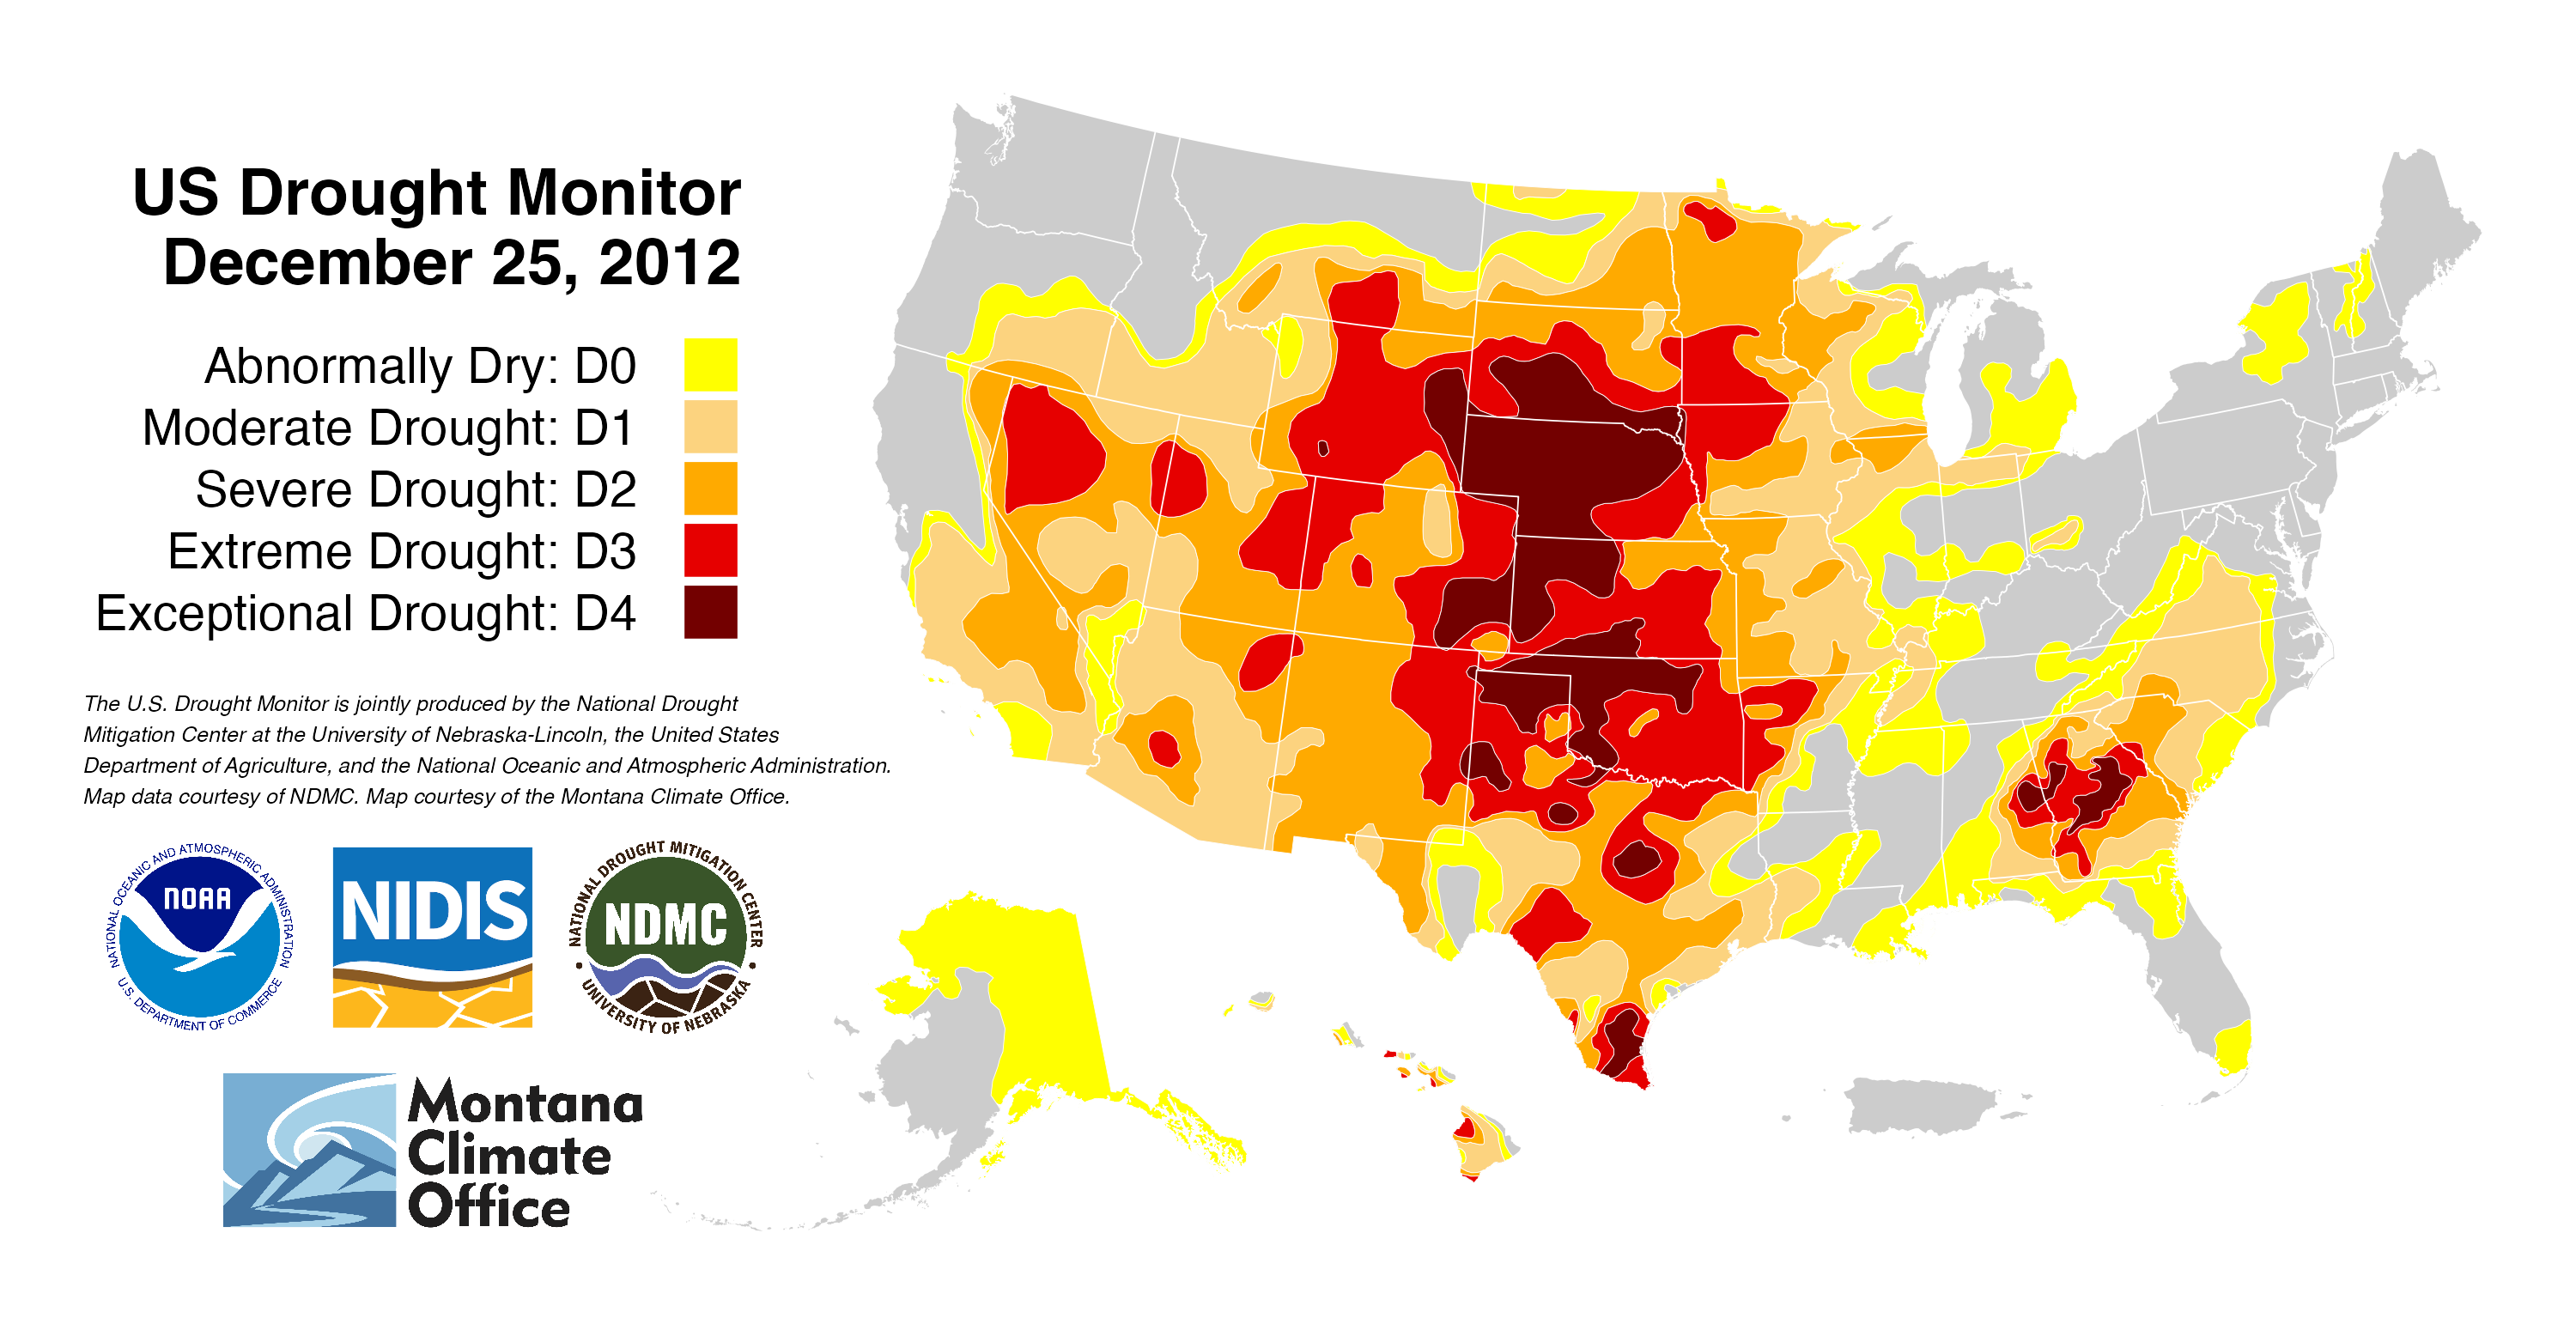 US Drought Monitor
December 25, 2012
Abnormally Dry: D0
Moderate Drought: D1
Severe Drought: D2
Extreme Drought: D3
Exceptional Drought: D4
The U.S. Drought Monitor is jointly produced by the National Drought
Mitigation Center at the University of Nebraska-Lincoln, the United States
Department of Agriculture, and the National Oceanic and Atmospheric Administration.
Map data courtesy of NDMC. Map courtesy of the Montana Climate Office.
NATIONAL OCEANIC AND ATMOSPHERIC ADMINISTRATION
NOAA
U.S. DEPARTMENT OF COMMERCE
NIDIS
NATIONAL DROUGHT MITIGATION CENTER
NDMC
UNIVERSITY OF NEBRASKA
Montana
Climate
Office